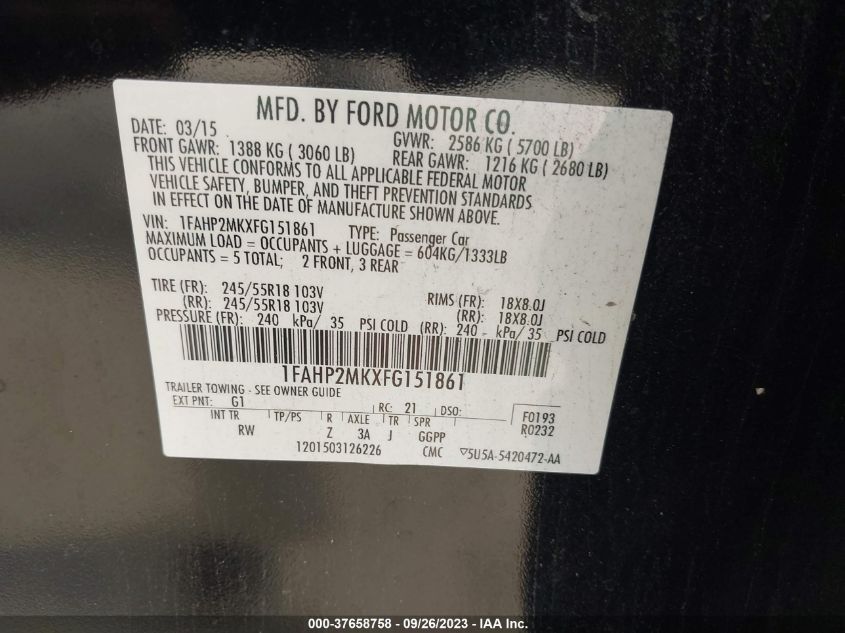 MFD. BY FORD MOTOR CO.
DATE: 03/15 GVWR: 2586 KG ( 5700 LB)
FRONT GAWR: 1388 KG ( 3060 LB) REAR GAWR: 1216 KG ( 2680 LB)
THIS VEHICLE CONFORMS TO ALL APPLICABLE FEDERAL MOTOR
VEHICLE SAFETY, BUMPER, AND THEFT PREVENTION STANDARDS
IN EFFECT ON THE DATE OF MANUFACTURE SHOWN ABOVE.
VIN: 1FAHP2MKXFG151861 TYPE: Passenger Car
MAXIMUM LOAD = OCCUPANTS + LUGGAGE = 604KG/1333LB
OCCUPANTS = 5 TOTAL; 2 FRONT, 3 REAR
TIRE (FR): 245/55R18 103V RIMS (FR): 18X8.0J
(RR): 245/55R18 103V (RR): 18X8.0J
PRESSURE (FR): 240 kPa/ 35 PSI COLD (RR): 240 kPa/ 35 PSI COLD
1FAHP2MKXFG151861
TRAILER TOWING - SEE OWNER GUIDE
EXT PNT: G1 RC: 21 DSO: F0193
INT TR TP/PS R AXLE TR SPR R0232
RW Z 3A J GGPP
1201503126226 CMC ▽5U5A-5420472-AA
000-37658758 - 09/26/2023 - IAA Inc.